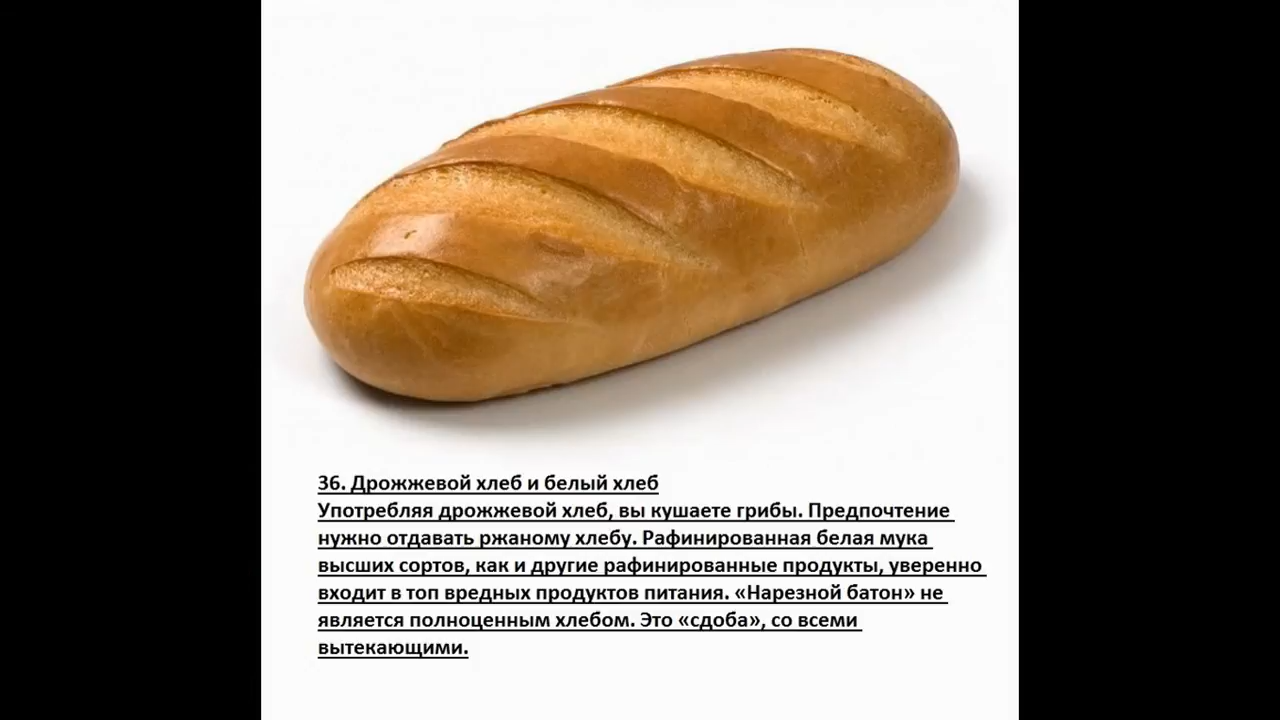 36. Дрожжевой хлеб и белый хлеб
Употребляя дрожжевой хлеб, вы кушаете грибы. Предпочтение
нужно отдавать ржаному хлебу. Рафинированная белая мука
высших сортов, как и другие рафинированные продукты, уверенно
входит в топ вредных продуктов питания. «Нарезной батон» не
является полноценным хлебом. Это «сдоба», со всеми
вытекающими.